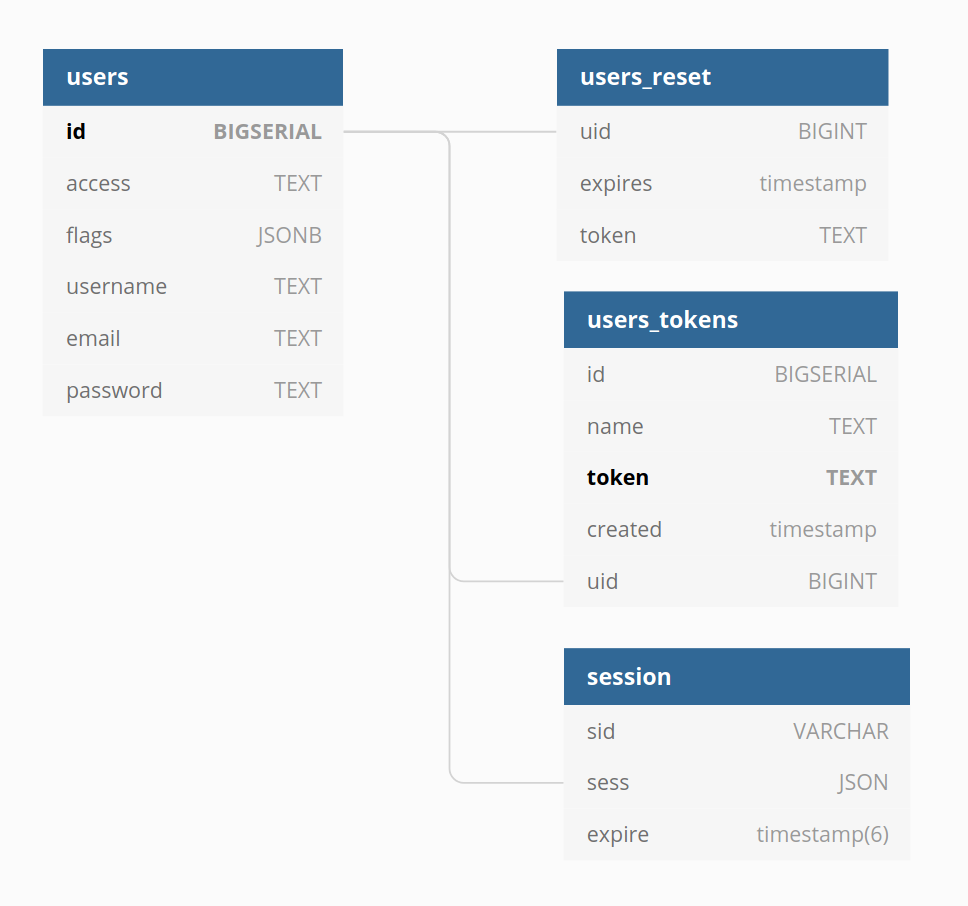 users
id BIGSERIAL
access TEXT
flags JSONB
username TEXT
email TEXT
password TEXT
users_reset
uid BIGINT
expires timestamp
token TEXT
users_tokens
id BIGSERIAL
name TEXT
token TEXT
created timestamp
uid BIGINT
session
sid VARCHAR
sess JSON
expire timestamp(6)